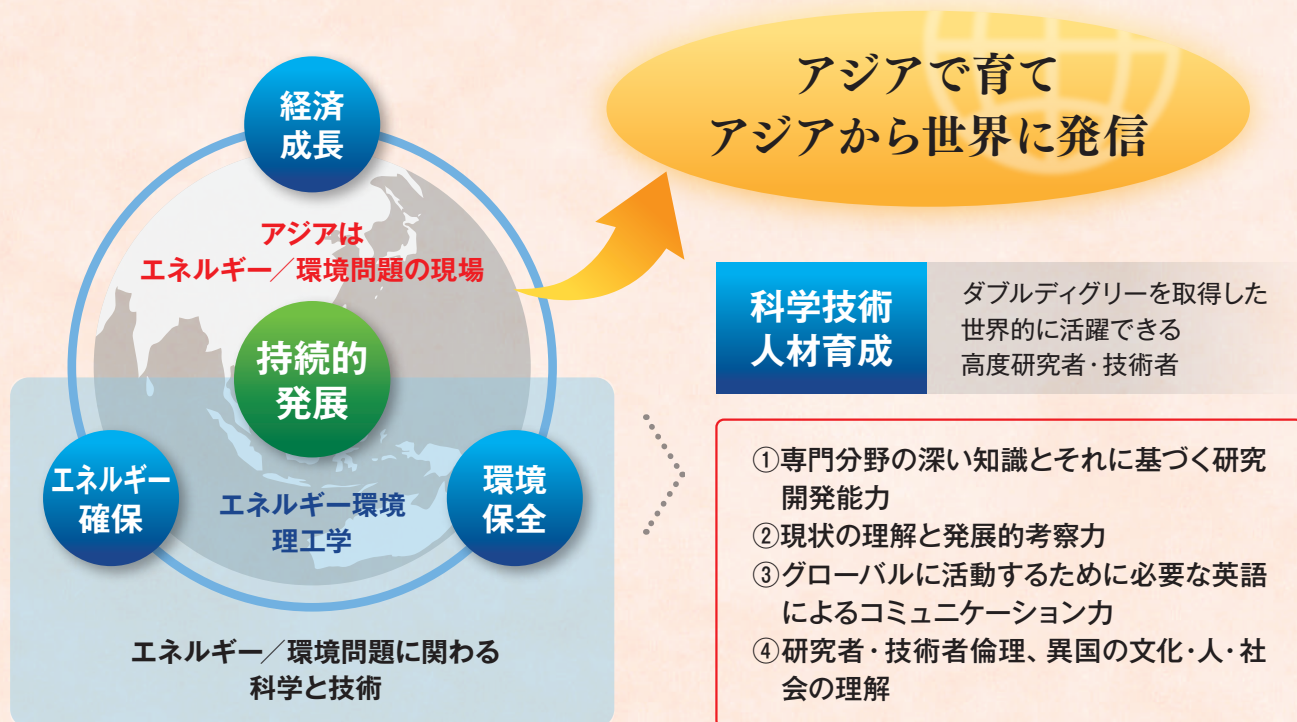 経済
成長
アジアは
エネルギー／環境問題の現場
持続的
発展
エネルギー
確保
エネルギー環境
理工学
環境
保全
エネルギー／環境問題に関わる
科学と技術
アジアで育て
アジアから世界に発信
科学技術
人材育成
ダブルディグリーを取得した
世界的に活躍できる
高度研究者・技術者
①専門分野の深い知識とそれに基づく研究
開発能力
②現状の理解と発展的考察力
③グローバルに活動するために必要な英語
によるコミュニケーション力
④研究者・技術者倫理、異国の文化・人・社
会の理解